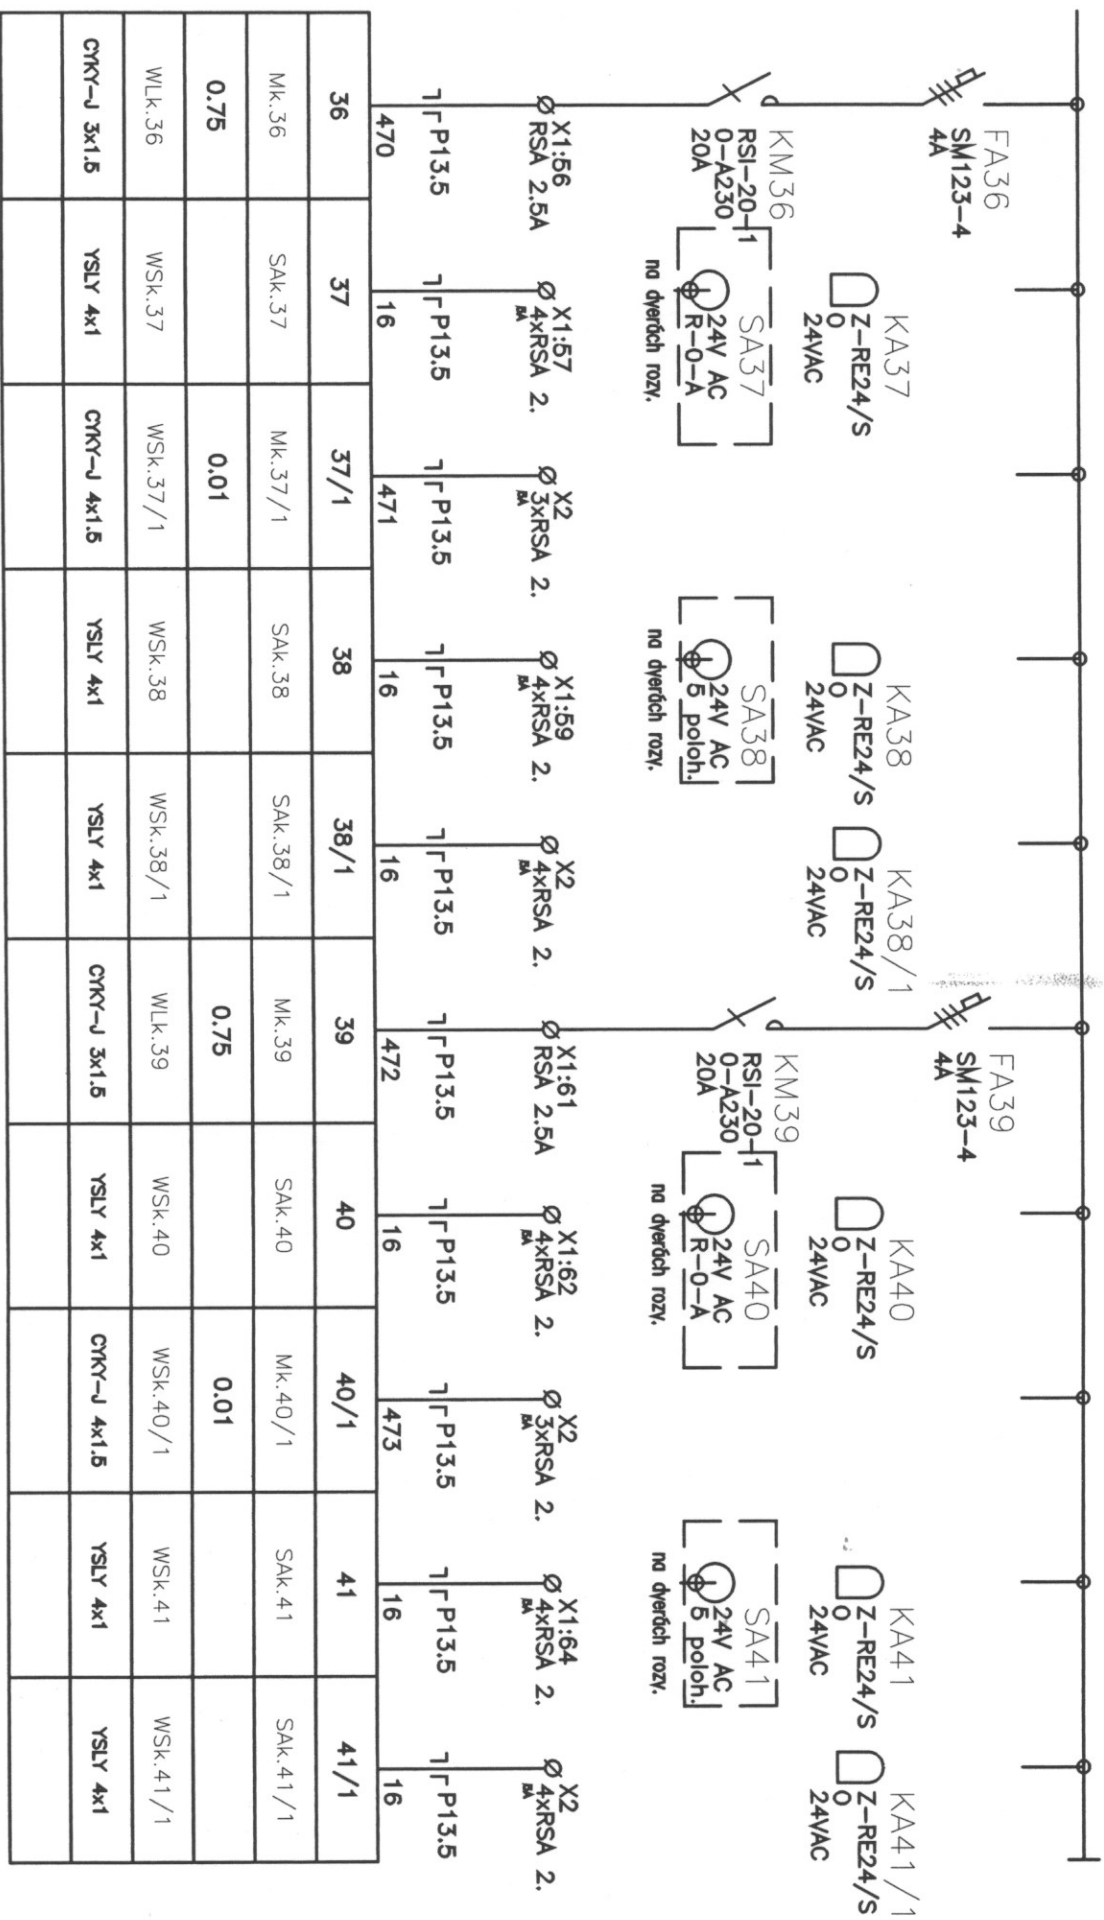 FA36
SM123-4
4A
KM36
RSI-20-1
0-A230
20A
X1:56
RSA 2.5A
P13.5
470
36
Mk.36
0.75
WLk.36
CYKY-J 3x1.5
KA37
Z-RE24/S
0
24VAC
SA37
24V AC
R-0-A
na dverách rozv.
X1:57
4xRSA 2.
P13.5
16
37
SAk.37
WSk.37
YSLY 4x1
X2
3xRSA 2.
P13.5
471
37/1
Mk.37/1
0.01
WSk.37/1
CYKY-J 4x1.5
KA38
Z-RE24/S
0
24VAC
SA38
24V AC
5 poloh.
na dverách rozv.
X1:59
4xRSA 2.
P13.5
16
38
SAk.38
WSk.38
YSLY 4x1
KA38/1
Z-RE24/S
0
24VAC
X2
4xRSA 2.
P13.5
16
38/1
SAk.38/1
WSk.38/1
YSLY 4x1
FA39
SM123-4
4A
KM39
RSI-20-1
0-A230
20A
X1:61
RSA 2.5A
P13.5
472
39
Mk.39
0.75
WLk.39
CYKY-J 3x1.5
KA40
Z-RE24/S
0
24VAC
SA40
24V AC
R-0-A
na dverách rozv.
X1:62
4xRSA 2.
P13.5
16
40
SAk.40
WSk.40
YSLY 4x1
X2
3xRSA 2.
P13.5
473
40/1
Mk.40/1
0.01
WSk.40/1
CYKY-J 4x1.5
KA41
Z-RE24/S
0
24VAC
SA41
24V AC
5 poloh.
na dverách rozv.
X1:64
4xRSA 2.
P13.5
16
41
SAk.41
WSk.41
YSLY 4x1
KA41/1
Z-RE24/S
0
24VAC
X2
4xRSA 2.
P13.5
16
41/1
SAk.41/1
WSk.41/1
YSLY 4x1